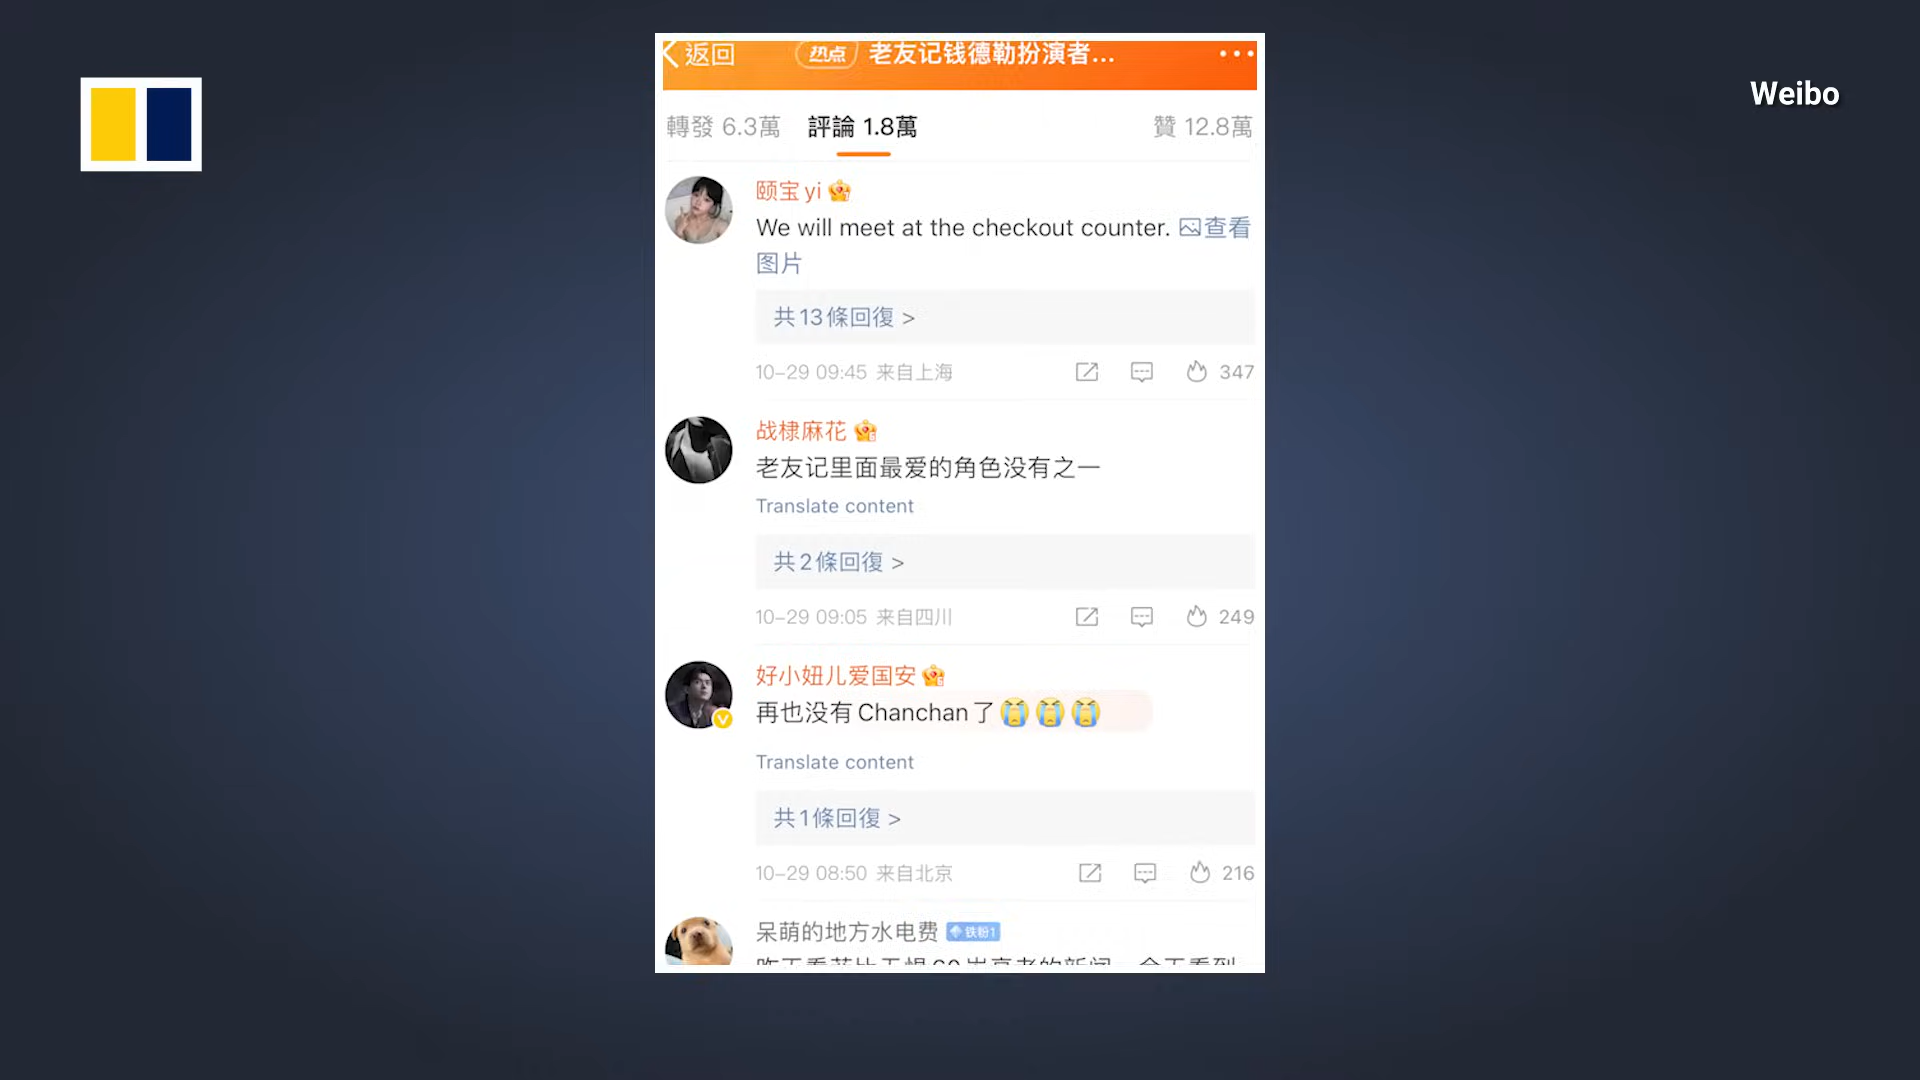 Weibo
返回 热点 老友记钱德勒扮演者...
轉發 6.3萬 評論 1.8萬 贊 12.8萬
颐宝yi
We will meet at the checkout counter. 查看
图片
共13條回復 >
10-29 09:45 来自上海 347
战棣麻花
老友记里面最爱的角色没有之一
Translate content
共2條回復 >
10-29 09:05 来自四川 249
好小妞儿爱国安
再也没有Chanchan了😭😭😭
Translate content
共1條回復 >
10-29 08:50 来自北京 216
呆萌的地方水电费 铁粉1